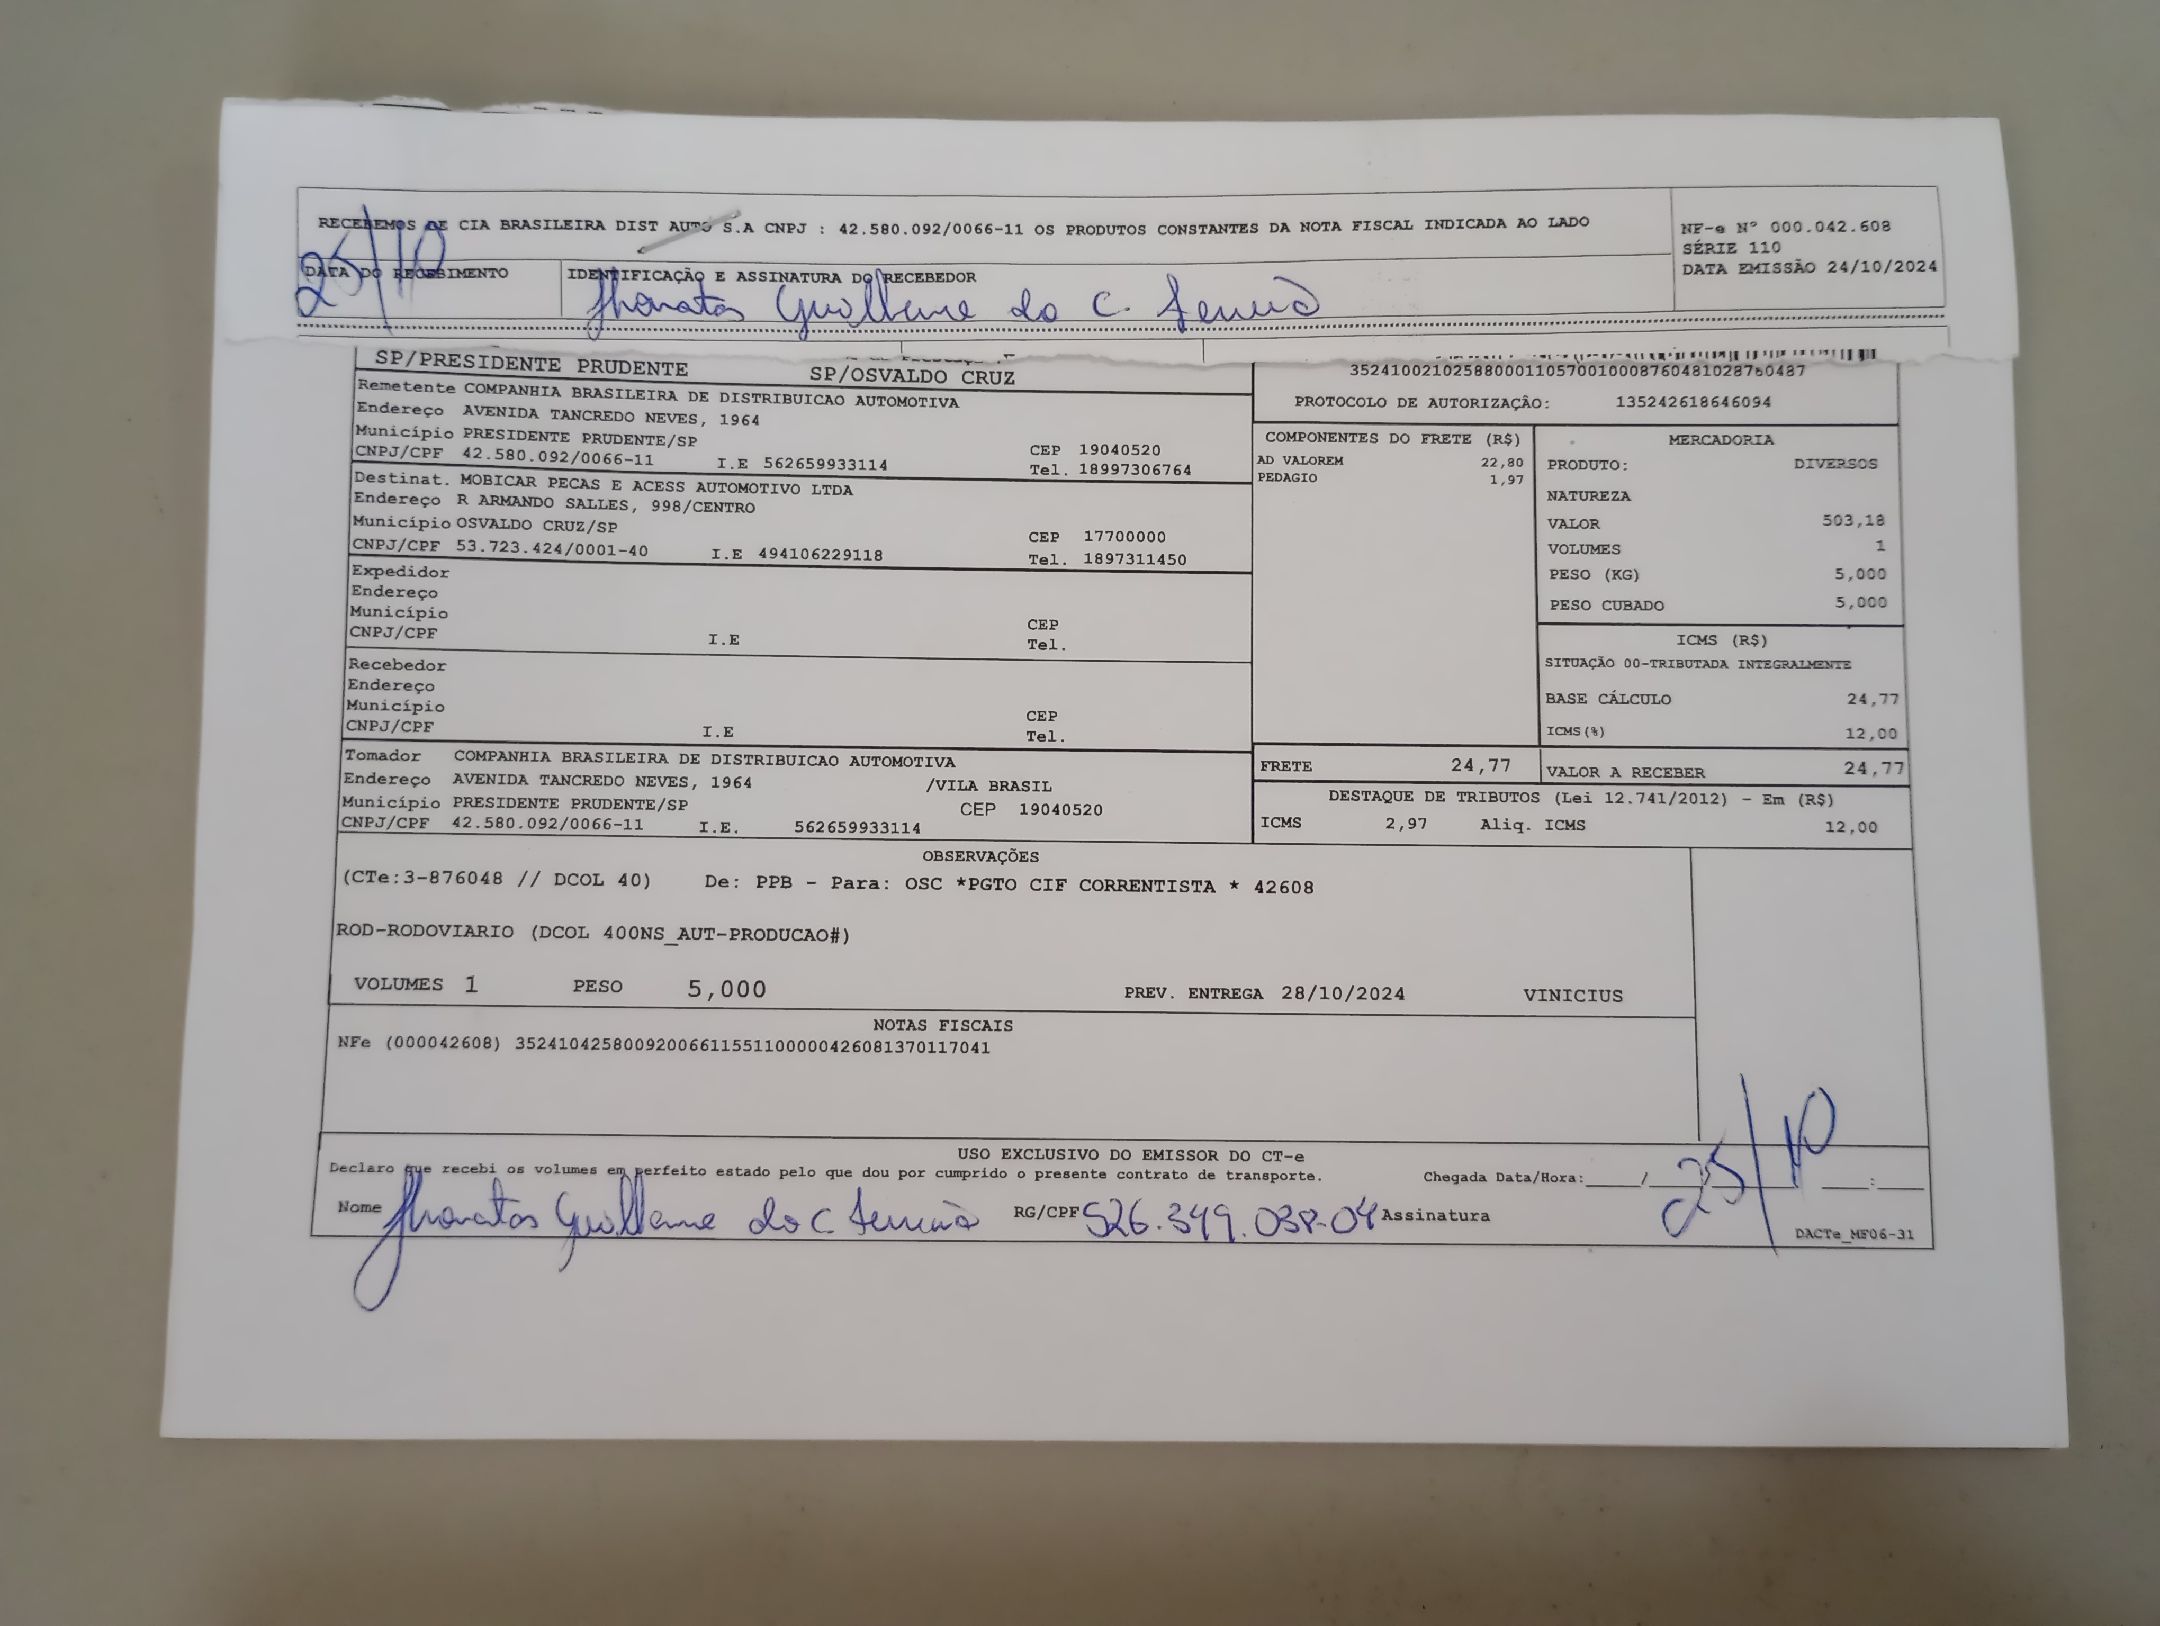 RECEBEMOS DE CIA BRASILEIRA DIST AUTO S.A CNPJ : 42.580.092/0066-11 OS PRODUTOS CONSTANTES DA NOTA FISCAL INDICADA AO LADO
NF-e Nº 000.042.608
SÉRIE 110
DATA EMISSÃO 24/10/2024
DATA DO RECEBIMENTO
25/10
IDENTIFICAÇÃO E ASSINATURA DO RECEBEDOR
Jhonatas Guilherme do C. Ferreira
SP/PRESIDENTE PRUDENTE SP/OSVALDO CRUZ
PROTOCOLO DE AUTORIZAÇÃO: 135242618646094
Remetente COMPANHIA BRASILEIRA DE DISTRIBUICAO AUTOMOTIVA
Endereço AVENIDA TANCREDO NEVES, 1964
Município PRESIDENTE PRUDENTE/SP CEP 19040520
CNPJ/CPF 42.580.092/0066-11 I.E 562659933114 Tel. 18997306764
Destinat. MOBICAR PECAS E ACESS AUTOMOTIVO LTDA
Endereço R ARMANDO SALLES, 998/CENTRO
Município OSVALDO CRUZ/SP CEP 17700000
CNPJ/CPF 53.723.424/0001-40 I.E 494106229118 Tel. 1897311450
Expedidor
Endereço
Município CEP
CNPJ/CPF I.E Tel.
Recebedor
Endereço
Município CEP
CNPJ/CPF I.E Tel.
Tomador COMPANHIA BRASILEIRA DE DISTRIBUICAO AUTOMOTIVA
Endereço AVENIDA TANCREDO NEVES, 1964 /VILA BRASIL
Município PRESIDENTE PRUDENTE/SP CEP 19040520
CNPJ/CPF 42.580.092/0066-11 I.E. 562659933114
COMPONENTES DO FRETE (R$)
AD VALOREM 22,80
PEDAGIO 1,97
MERCADORIA
PRODUTO: DIVERSOS
NATUREZA
VALOR 503,18
VOLUMES 1
PESO (KG) 5,000
PESO CUBADO 5,000
ICMS (R$)
SITUAÇÃO 00-TRIBUTADA INTEGRALMENTE
BASE CÁLCULO 24,77
ICMS(%) 12,00
FRETE 24,77 VALOR A RECEBER 24,77
DESTAQUE DE TRIBUTOS (Lei 12.741/2012) - Em (R$)
ICMS 2,97 Aliq. ICMS 12,00
OBSERVAÇÕES
(CTe:3-876048 // DCOL 40) De: PPB - Para: OSC *PGTO CIF CORRENTISTA * 42608
ROD-RODOVIARIO (DCOL 400NS_AUT-PRODUCAO#)
VOLUMES 1 PESO 5,000 PREV. ENTREGA 28/10/2024 VINICIUS
NOTAS FISCAIS
NFe (000042608) 35241042580092006611551100000426081370117041
USO EXCLUSIVO DO EMISSOR DO CT-e
Declaro que recebi os volumes em perfeito estado pelo que dou por cumprido o presente contrato de transporte. Chegada Data/Hora: / / : 25/10
Nome Jhonatas Guilherme do C Ferreira RG/CPF 526.349.038-04 Assinatura
DACTe_MF06-31